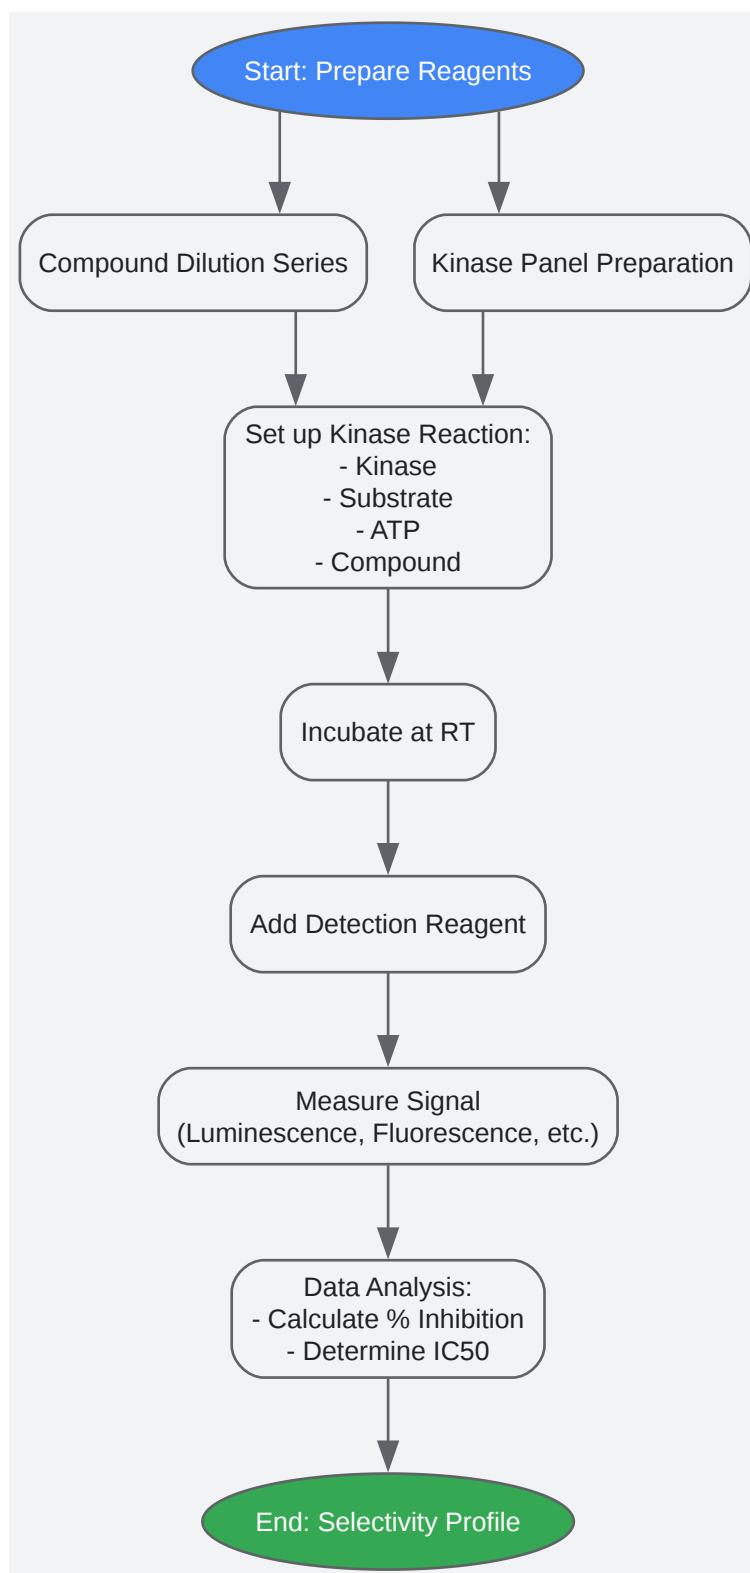 Start: Prepare Reagents
Compound Dilution Series
Kinase Panel Preparation
Set up Kinase Reaction:
- Kinase
- Substrate
- ATP
- Compound
Incubate at RT
Add Detection Reagent
Measure Signal
(Luminescence, Fluorescence, etc.)
Data Analysis:
- Calculate % Inhibition
- Determine IC50
End: Selectivity Profile